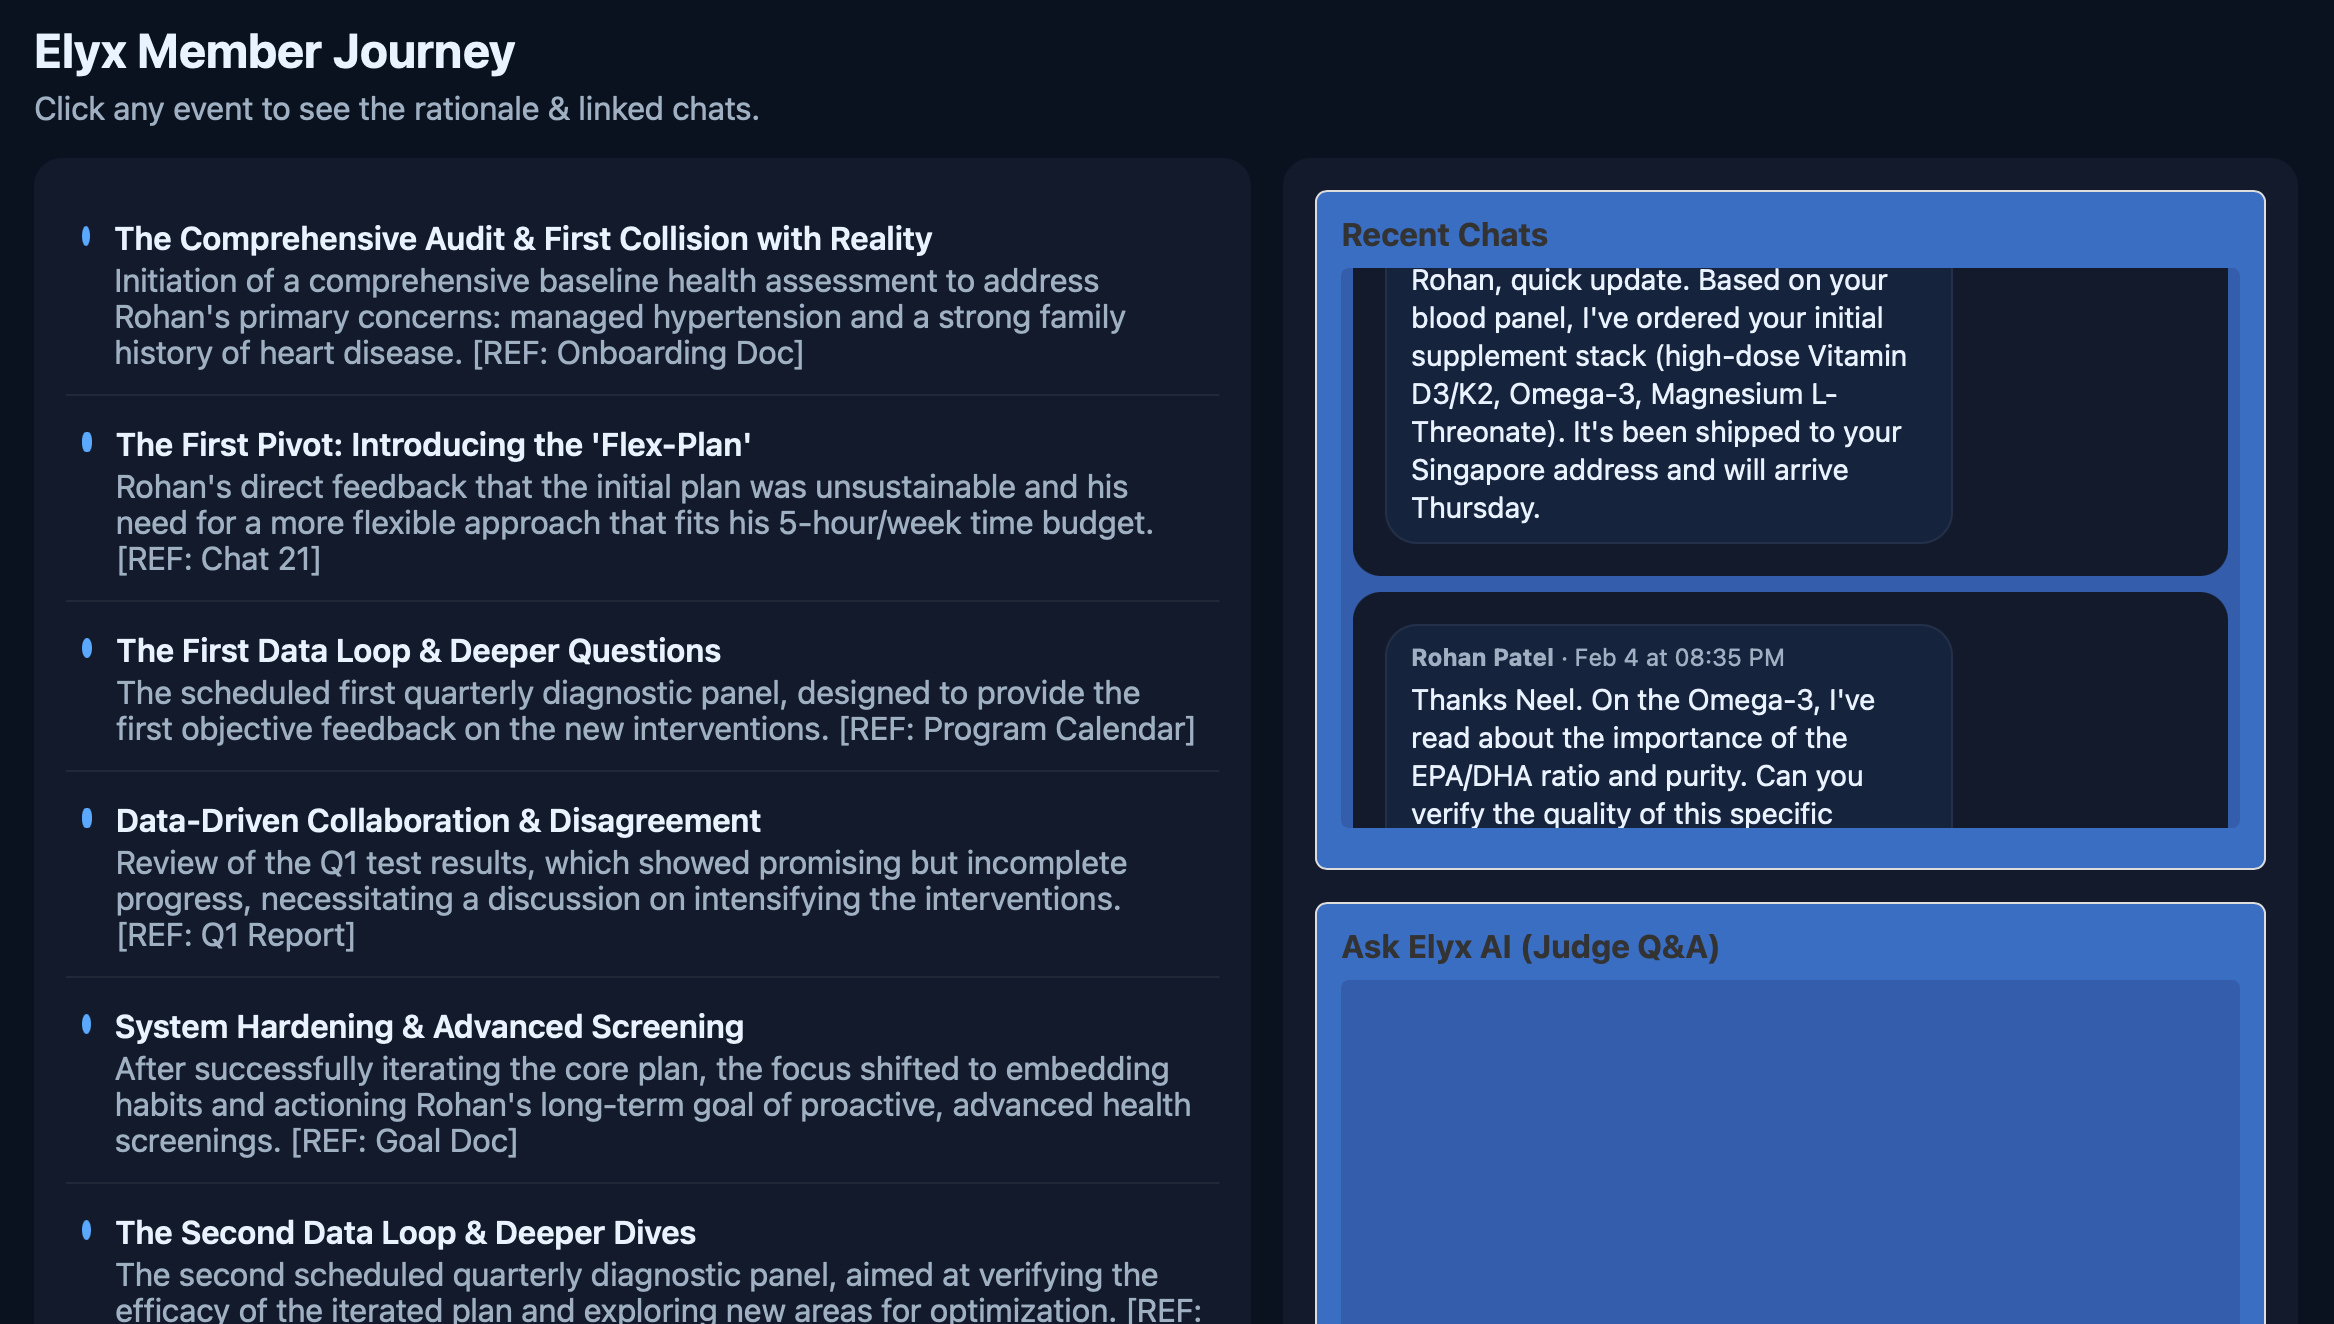 Elyx Member Journey
Click any event to see the rationale & linked chats.
The Comprehensive Audit & First Collision with Reality
Initiation of a comprehensive baseline health assessment to address
Rohan's primary concerns: managed hypertension and a strong family
history of heart disease. [REF: Onboarding Doc]
The First Pivot: Introducing the 'Flex-Plan'
Rohan's direct feedback that the initial plan was unsustainable and his
need for a more flexible approach that fits his 5-hour/week time budget.
[REF: Chat 21]
The First Data Loop & Deeper Questions
The scheduled first quarterly diagnostic panel, designed to provide the
first objective feedback on the new interventions. [REF: Program Calendar]
Data-Driven Collaboration & Disagreement
Review of the Q1 test results, which showed promising but incomplete
progress, necessitating a discussion on intensifying the interventions.
[REF: Q1 Report]
System Hardening & Advanced Screening
After successfully iterating the core plan, the focus shifted to embedding
habits and actioning Rohan's long-term goal of proactive, advanced health
screenings. [REF: Goal Doc]
The Second Data Loop & Deeper Dives
The second scheduled quarterly diagnostic panel, aimed at verifying the
efficacy of the iterated plan and exploring new areas for optimization. [REF:
Recent Chats
Rohan, quick update. Based on your
blood panel, I've ordered your initial
supplement stack (high-dose Vitamin
D3/K2, Omega-3, Magnesium L-
Threonate). It's been shipped to your
Singapore address and will arrive
Thursday.
Rohan Patel · Feb 4 at 08:35 PM
Thanks Neel. On the Omega-3, I've
read about the importance of the
EPA/DHA ratio and purity. Can you
verify the quality of this specific
Ask Elyx AI (Judge Q&A)